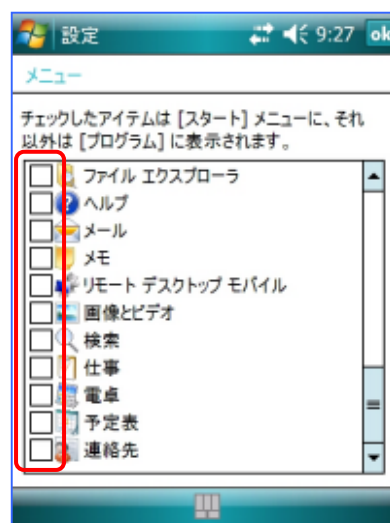 設定 9:27 ok
メニュー
チェックしたアイテムは [スタート] メニューに、それ
以外は [プログラム] に表示されます。
ファイル エクスプローラ
ヘルプ
メール
メモ
リモート デスクトップ モバイル
画像とビデオ
検索
仕事
電卓
予定表
連絡先